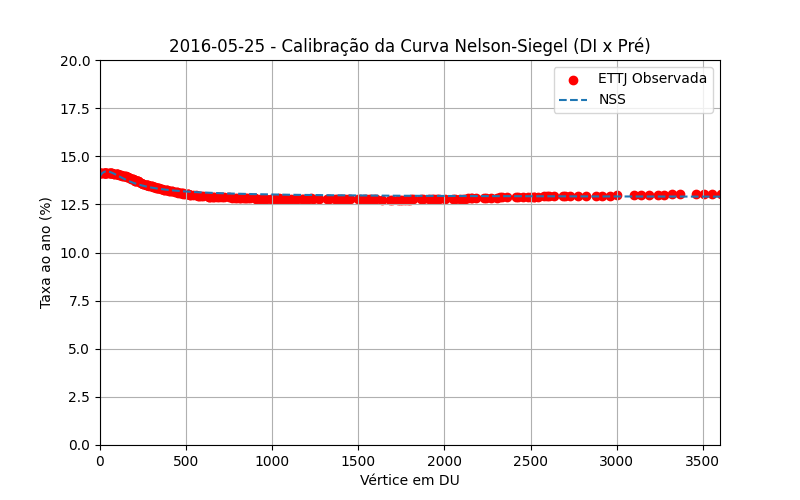 2016-05-25 - Calibração da Curva Nelson-Siegel (DI x Pré)
20.0
17.5
15.0
12.5
10.0
7.5
5.0
2.5
0.0
Taxa ao ano (%)
ETTJ Observada
NSS
0 500 1000 1500 2000 2500 3000 3500
Vértice em DU